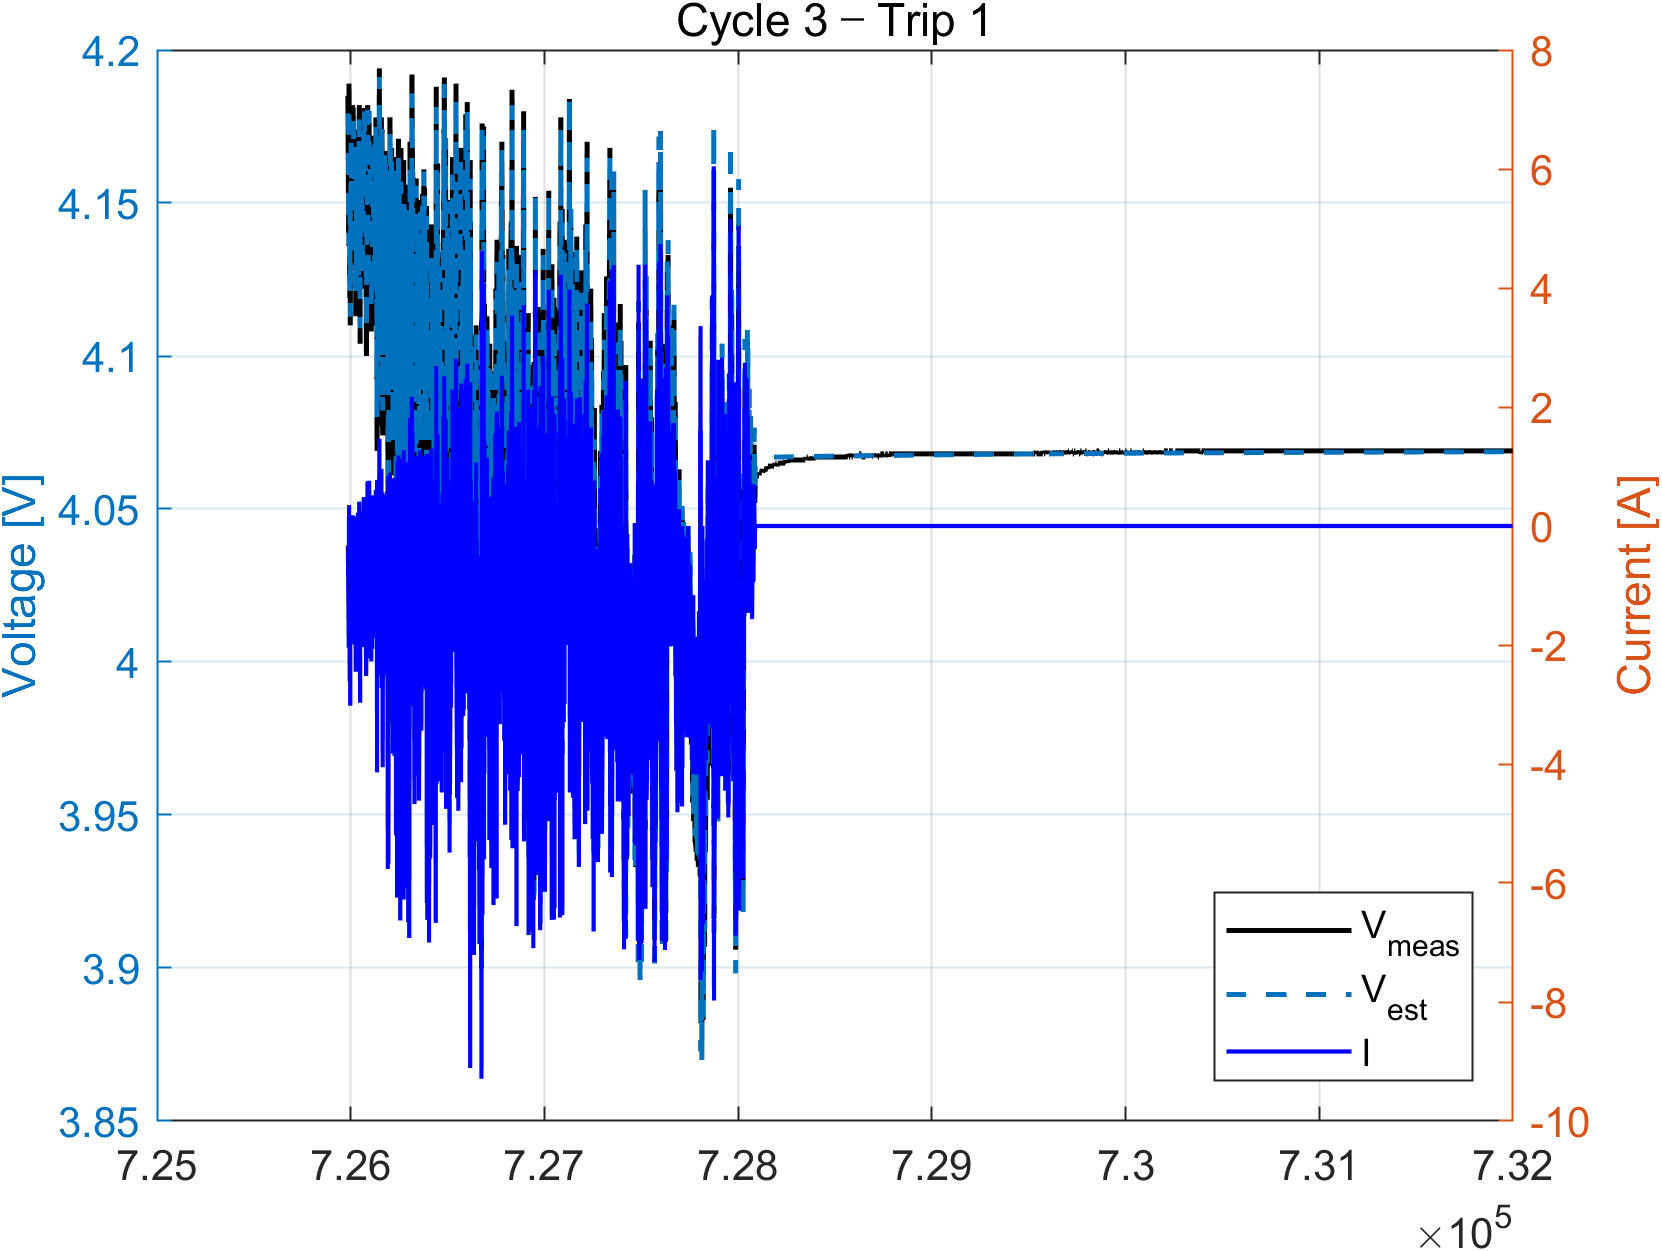 Cycle 3 − Trip 1
4.2
4.15
4.1
4.05
4
3.95
3.9
3.85
Voltage [V]
8
6
4
2
0
-2
-4
-6
-8
-10
Current [A]
V_meas
V_est
I
7.25 7.26 7.27 7.28 7.29 7.3 7.31 7.32
×10^5